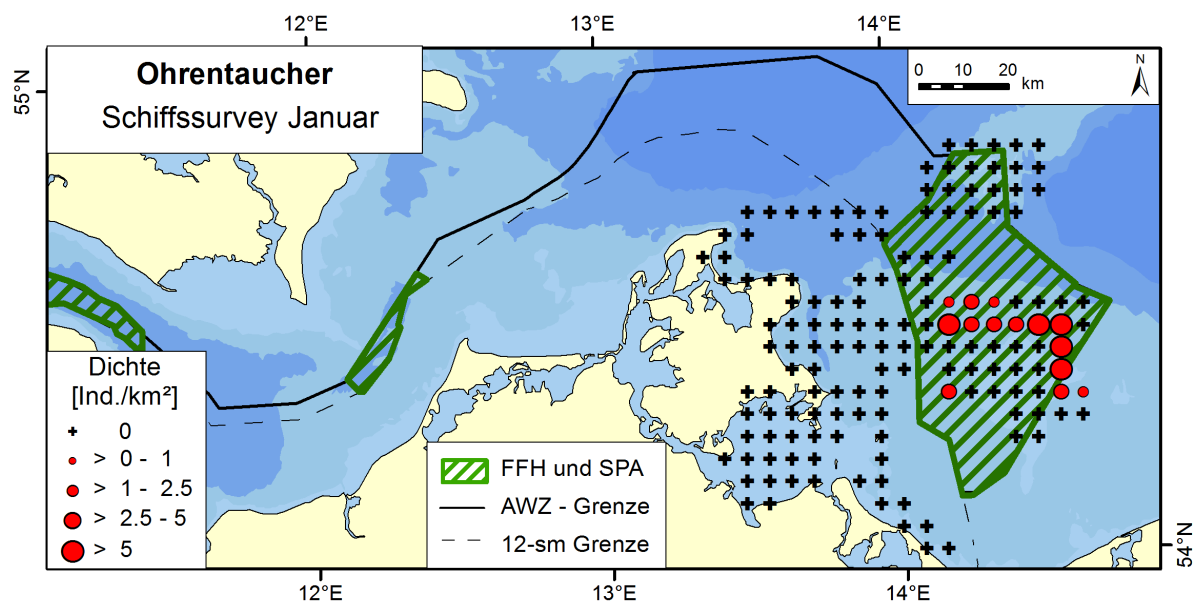 12°E
13°E
14°E
Ohrentaucher
Schiffssurvey Januar
55°N
0 10 20
km
N
Dichte
[Ind./km²]
0
> 0 - 1
> 1 - 2.5
> 2.5 - 5
> 5
FFH und SPA
AWZ - Grenze
12-sm Grenze
54°N
12°E
13°E
14°E